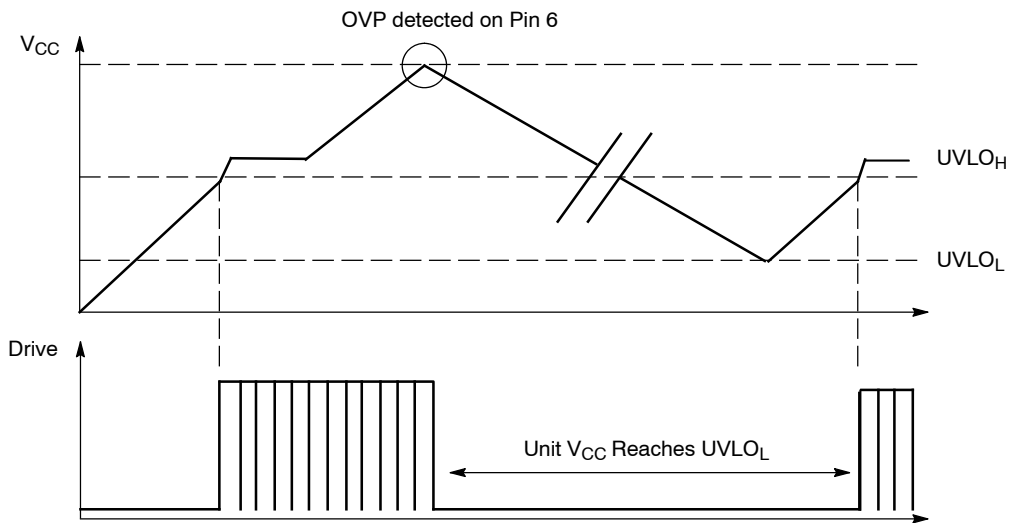 OVP detected on Pin 6
VCC
UVLOH
UVLOL
Drive
Unit VCC Reaches UVLOL